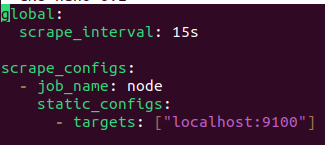 global:
  scrape_interval: 15s

scrape_configs:
  - job_name: node
    static_configs:
      - targets: ["localhost:9100"]